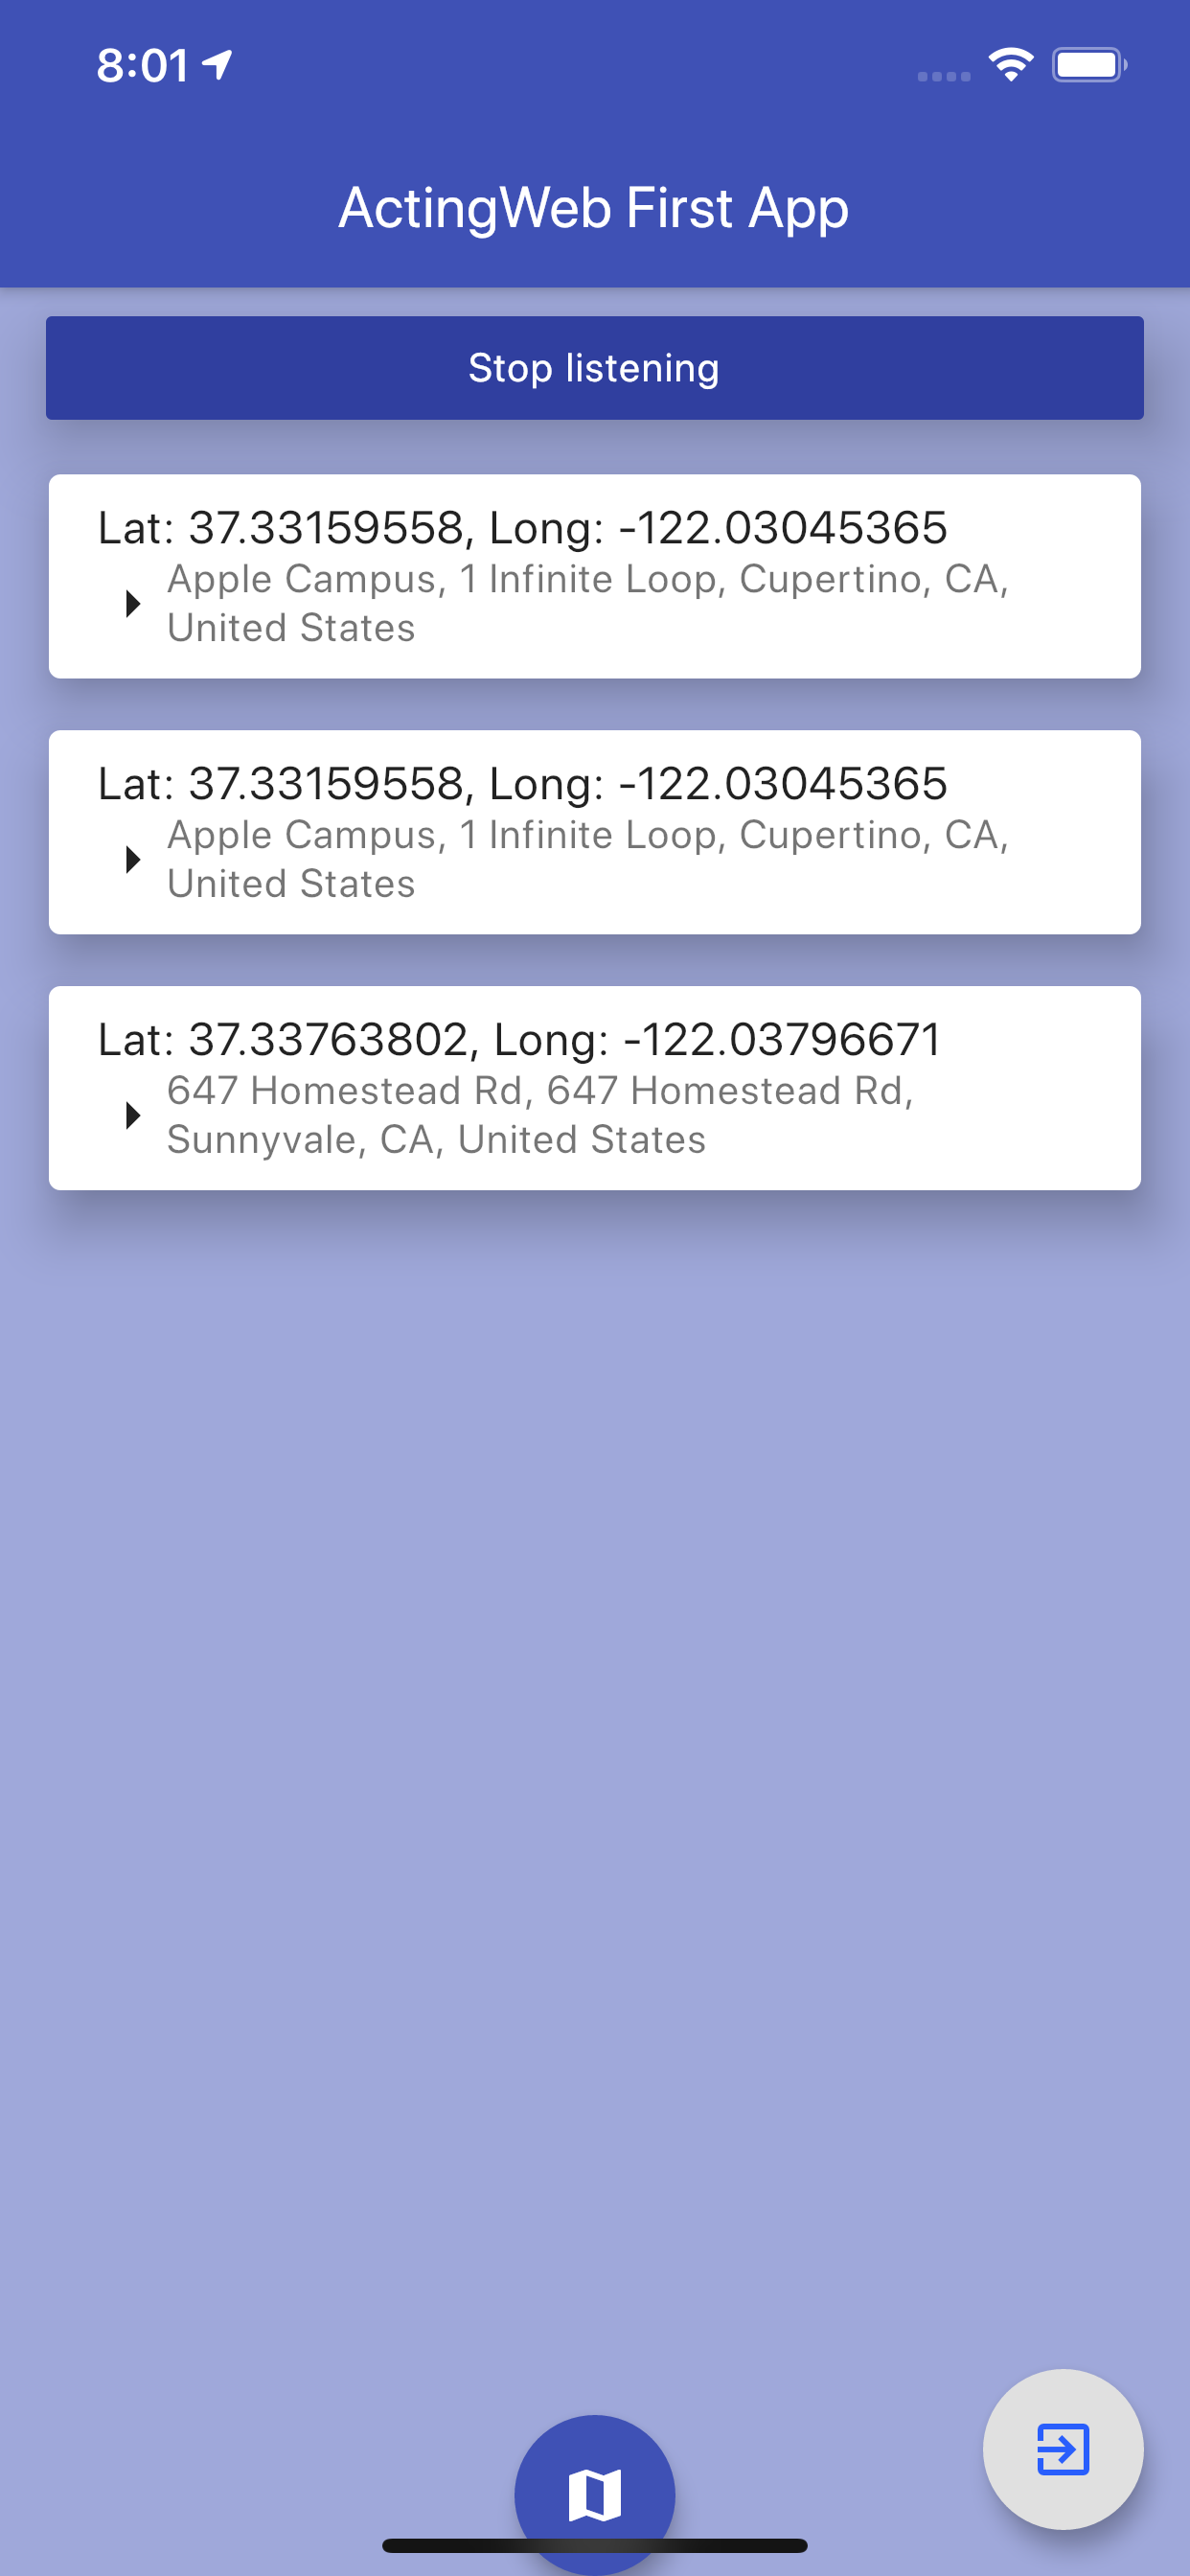 8:01
ActingWeb First App
Stop listening
Lat: 37.33159558, Long: -122.03045365
Apple Campus, 1 Infinite Loop, Cupertino, CA,
United States
Lat: 37.33159558, Long: -122.03045365
Apple Campus, 1 Infinite Loop, Cupertino, CA,
United States
Lat: 37.33763802, Long: -122.03796671
647 Homestead Rd, 647 Homestead Rd,
Sunnyvale, CA, United States